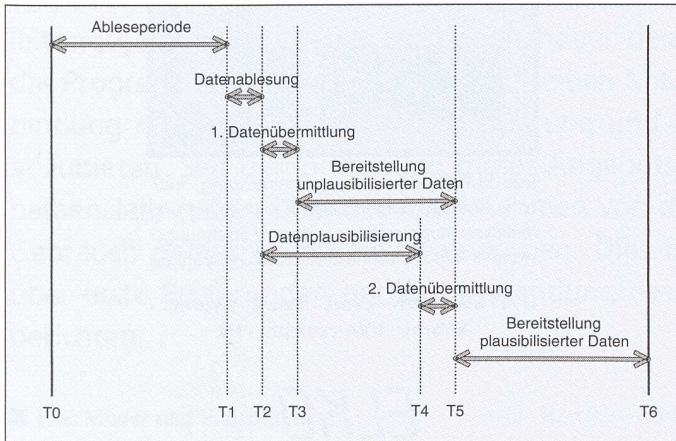 Ableseperiode
Datenablesung
1. Datenübermittlung
Bereitstellung
unplausibilisierter Daten
Datenplausibilisierung
2. Datenübermittlung
Bereitstellung
plausibilisierter Daten
T0
T1
T2
T3
T4
T5
T6